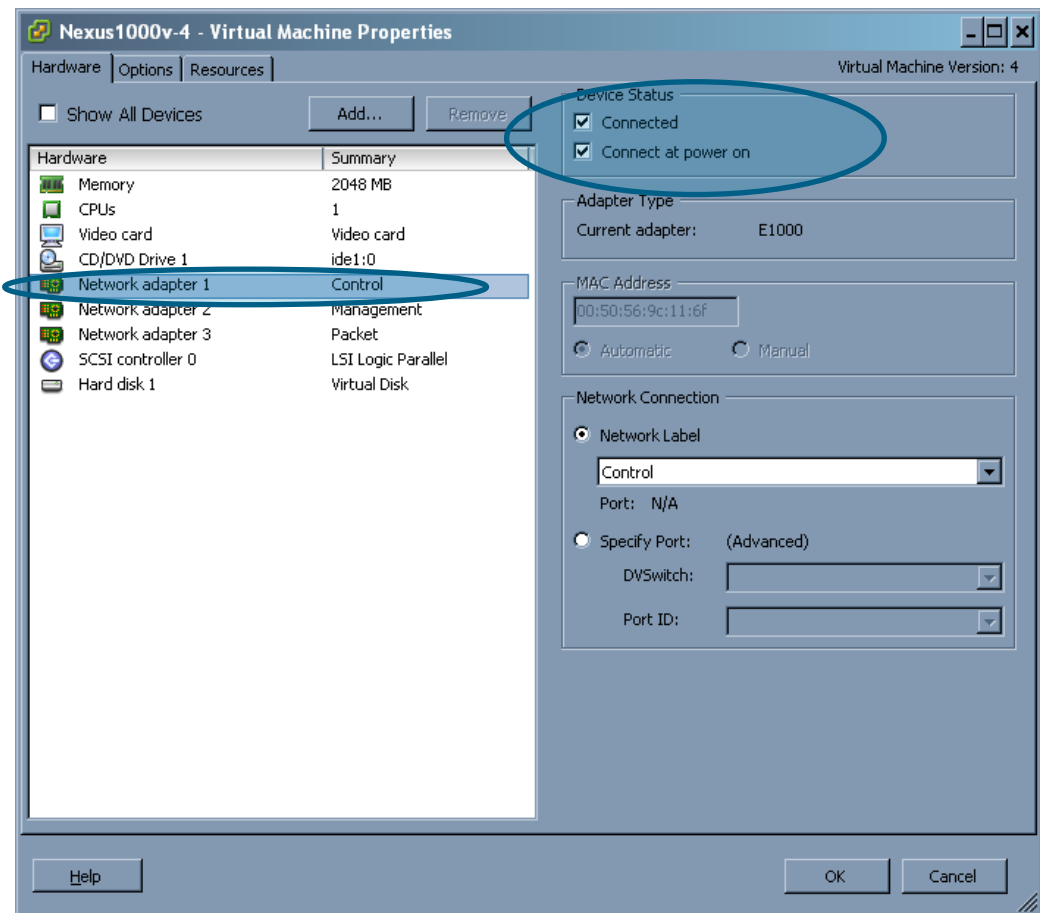 Nexus1000v-4 - Virtual Machine Properties
Hardware Options Resources Virtual Machine Version: 4
Show All Devices Add... Remove
Hardware Summary
Memory 2048 MB
CPUs 1
Video card Video card
CD/DVD Drive 1 ide1:0
Network adapter 1 Control
Network adapter 2 Management
Network adapter 3 Packet
SCSI controller 0 LSI Logic Parallel
Hard disk 1 Virtual Disk
Device Status
Connected
Connect at power on
Adapter Type
Current adapter: E1000
MAC Address
00:50:56:9c:11:6f
Automatic Manual
Network Connection
Network Label
Control
Port: N/A
Specify Port: (Advanced)
DVSwitch:
Port ID:
Help OK Cancel